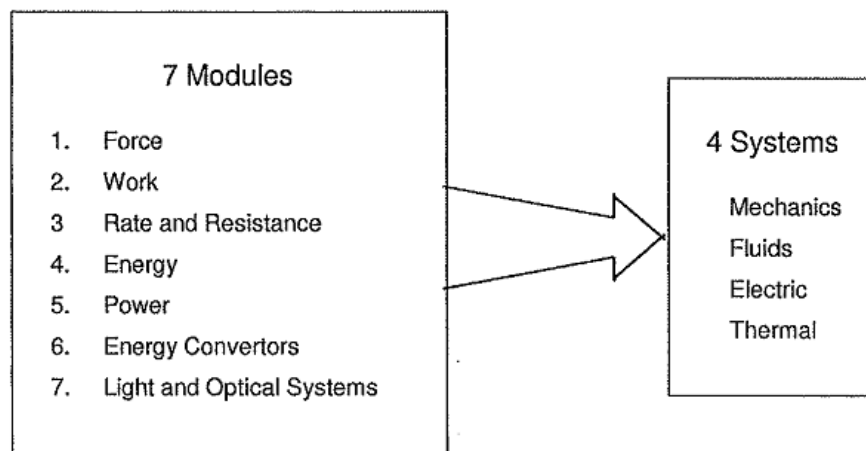 7 Modules
1. Force
2. Work
3 Rate and Resistance
4. Energy
5. Power
6. Energy Convertors
7. Light and Optical Systems
4 Systems
Mechanics
Fluids
Electric
Thermal